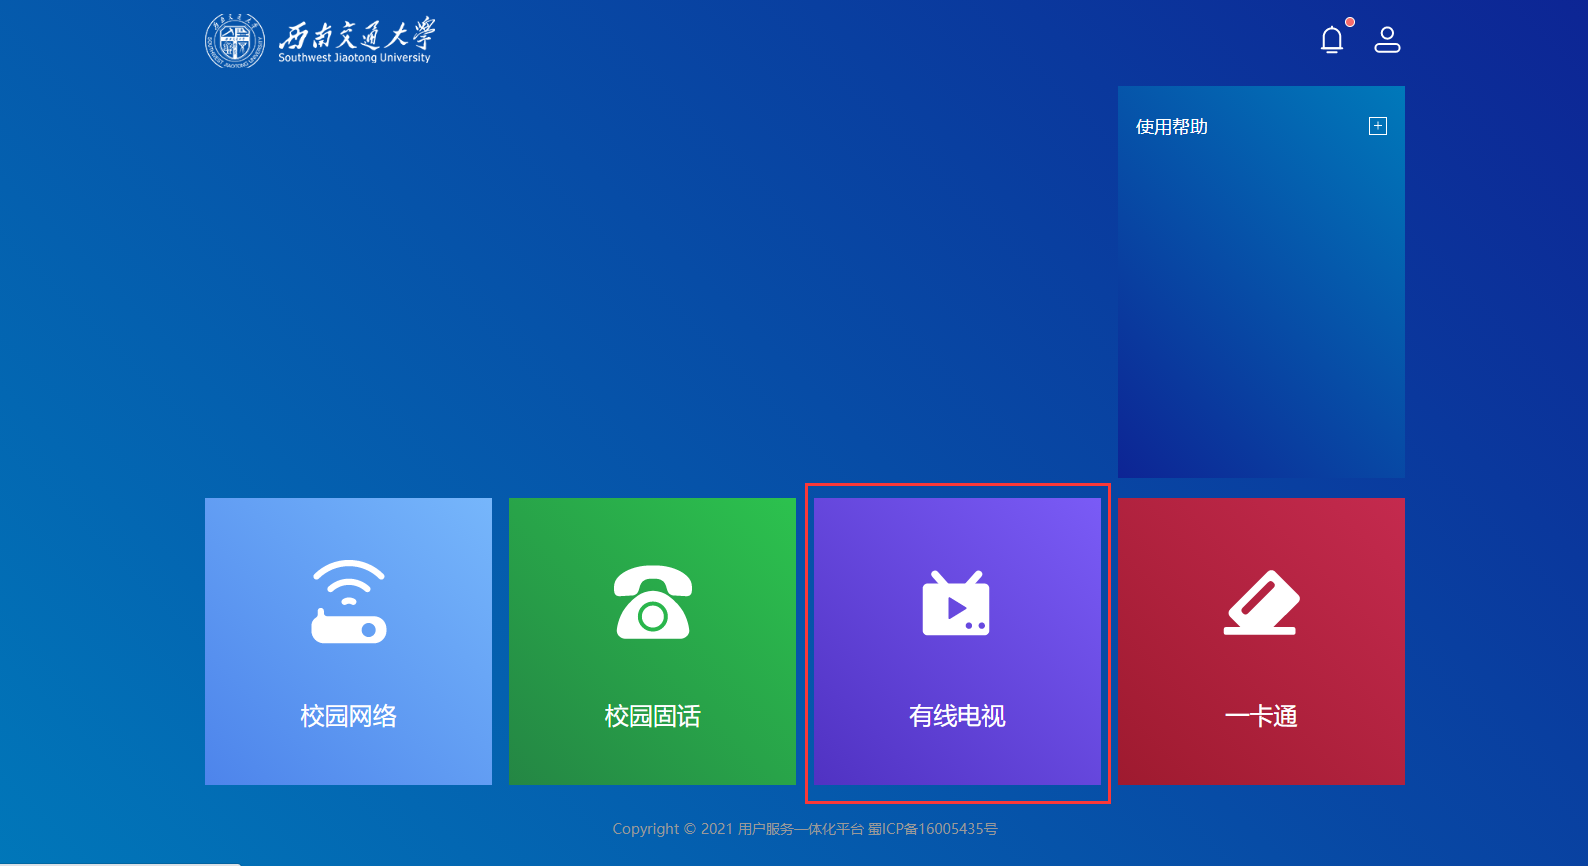 西南交通大学
Southwest Jiaotong University
使用帮助
校园网络
校园固话
有线电视
一卡通
Copyright © 2021 用户服务一体化平台 蜀ICP备16005435号